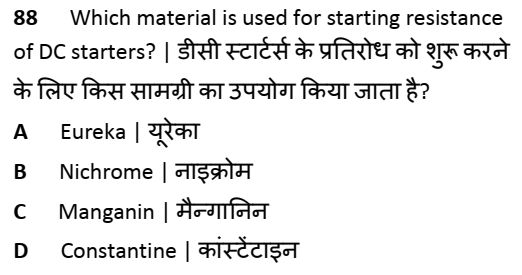 88 Which material is used for starting resistance
of DC starters? | डीसी स्टार्टर्स के प्रतिरोध को शुरू करने
के लिए किस सामग्री का उपयोग किया जाता है?
A Eureka | यूरेका
B Nichrome | नाइक्रोम
C Manganin | मैन्गानिन
D Constantine | कांस्टेंटाइन